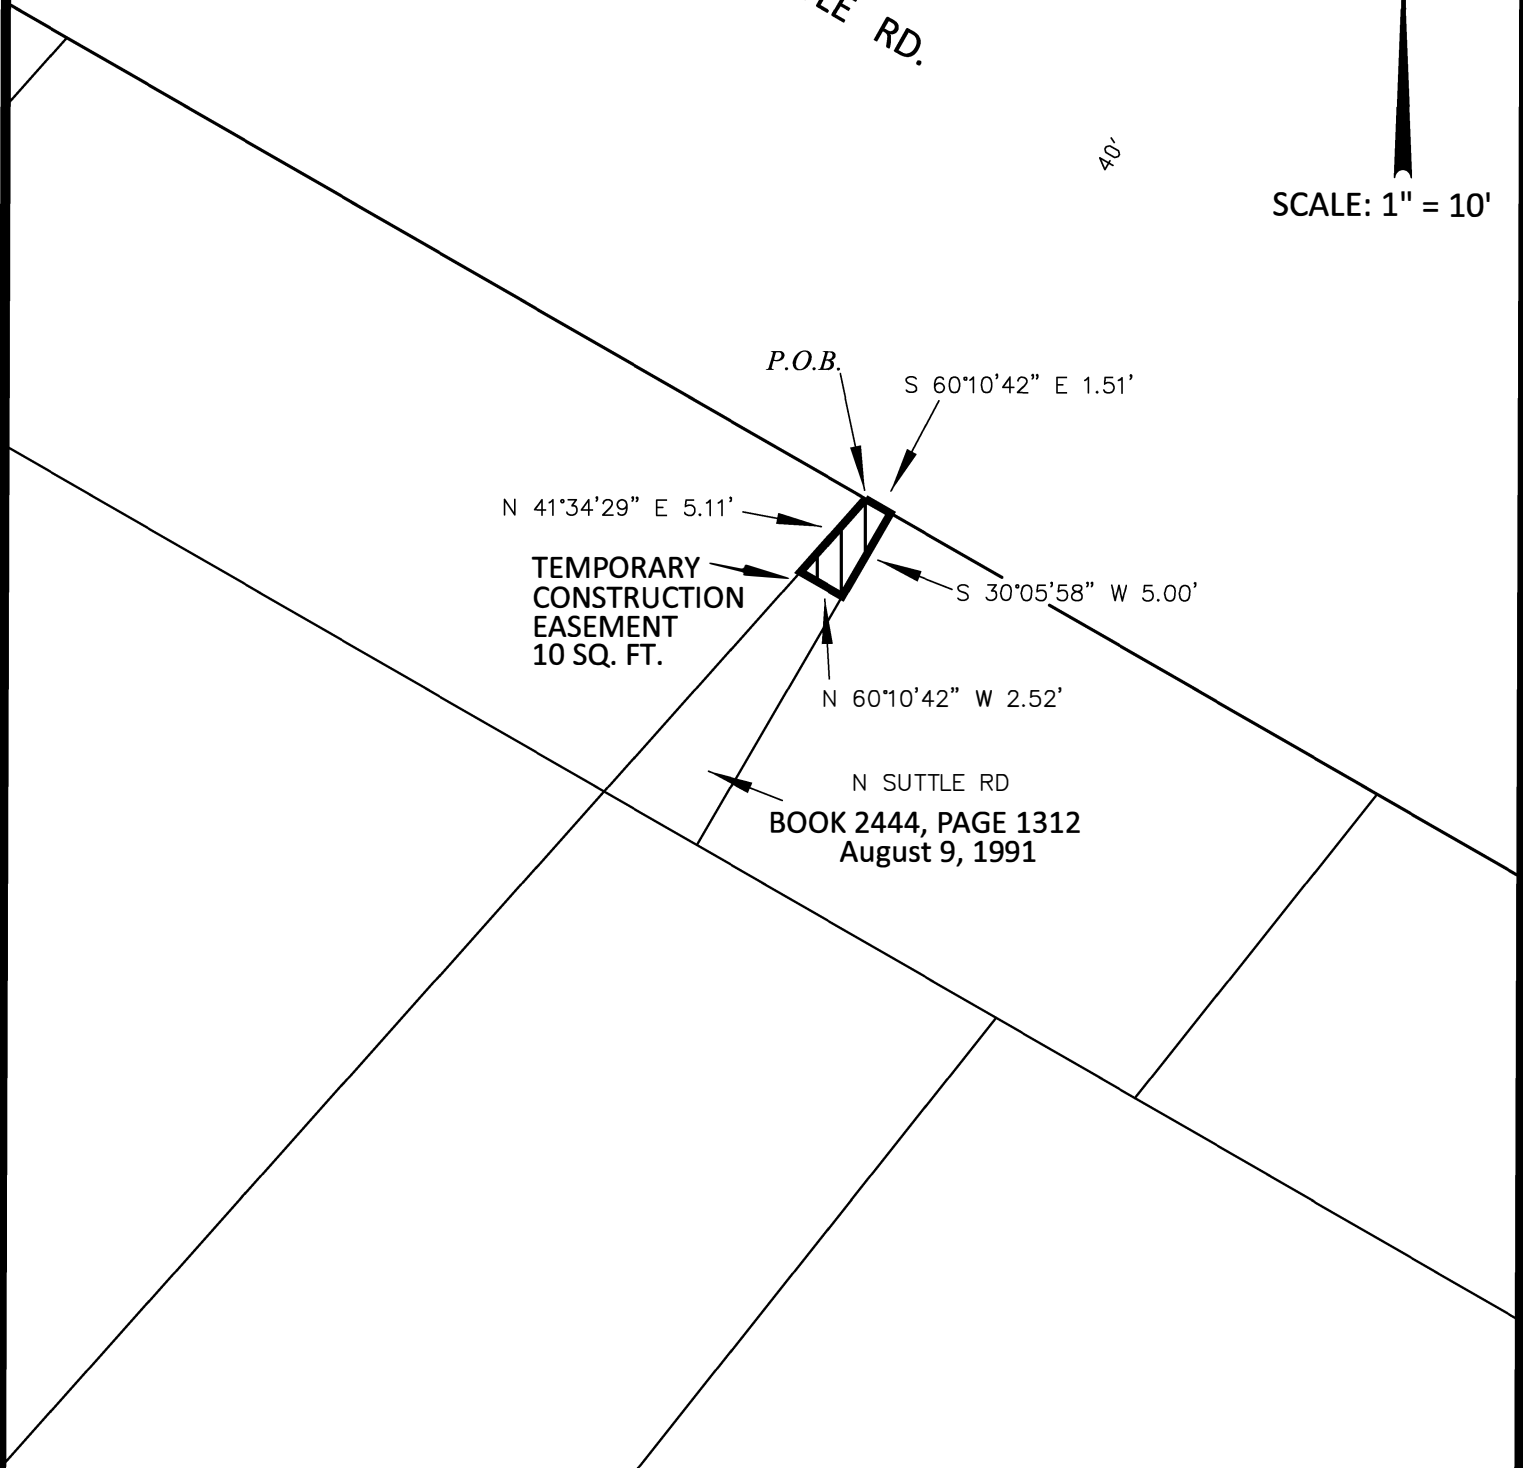 RD.
40'
SCALE: 1" = 10'
P.O.B.
S 60°10'42" E 1.51'
N 41°34'29" E 5.11'
TEMPORARY
CONSTRUCTION
EASEMENT
10 SQ. FT.
S 30°05'58" W 5.00'
N 60°10'42" W 2.52'
N SUTTLE RD
BOOK 2444, PAGE 1312
August 9, 1991